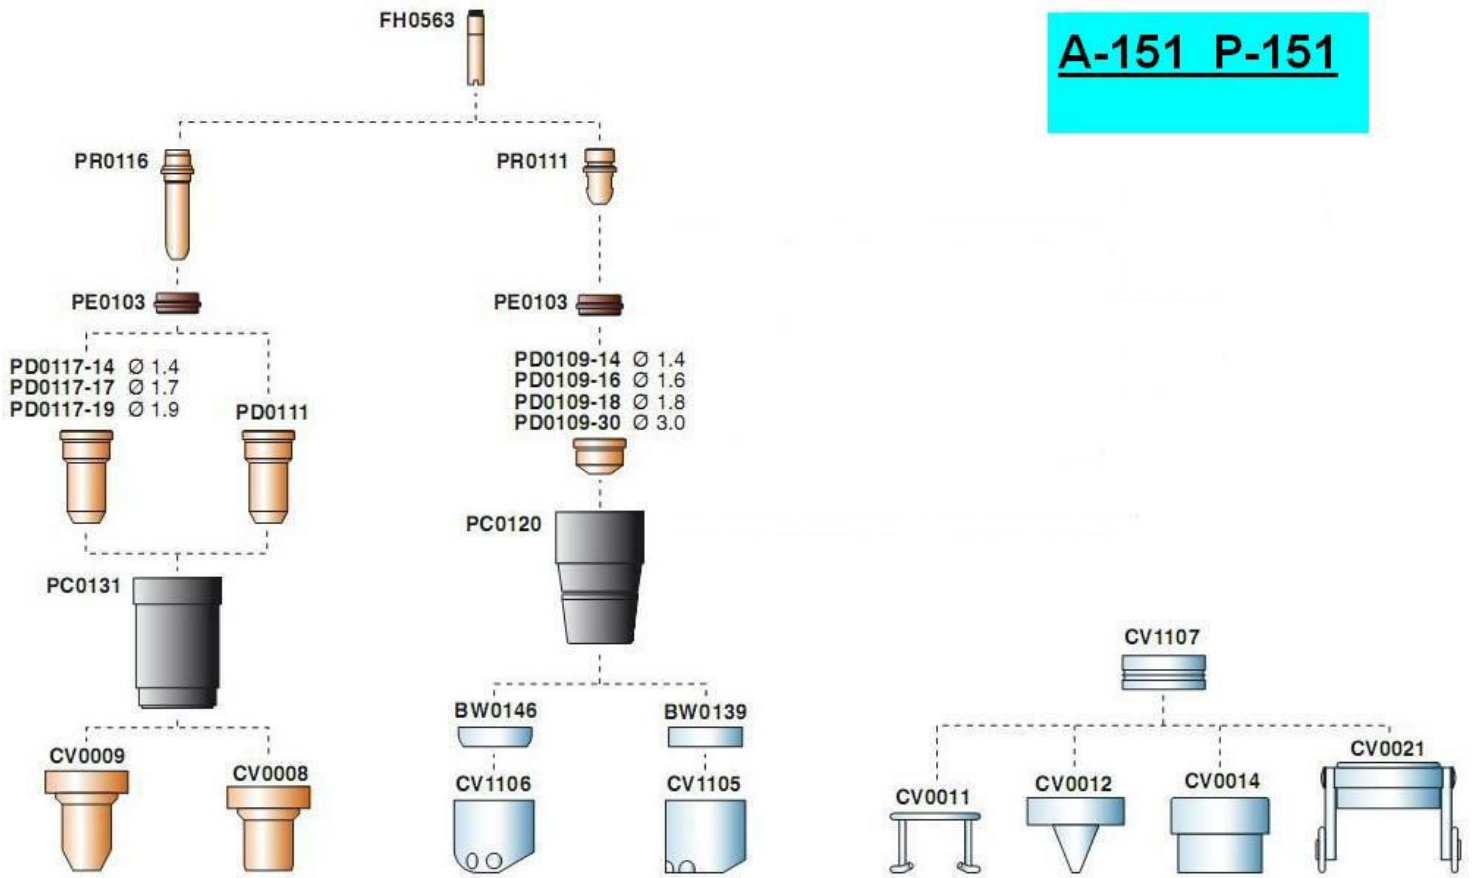 FH0563
A-151 P-151
PR0116
PR0111
PE0103
PE0103
PD0117-14 Ø 1.4
PD0117-17 Ø 1.7
PD0117-19 Ø 1.9
PD0111
PD0109-14 Ø 1.4
PD0109-16 Ø 1.6
PD0109-18 Ø 1.8
PD0109-30 Ø 3.0
PC0131
PC0120
CV1107
CV0009
CV0008
BW0146
BW0139
CV1106
CV1105
CV0011
CV0012
CV0014
CV0021